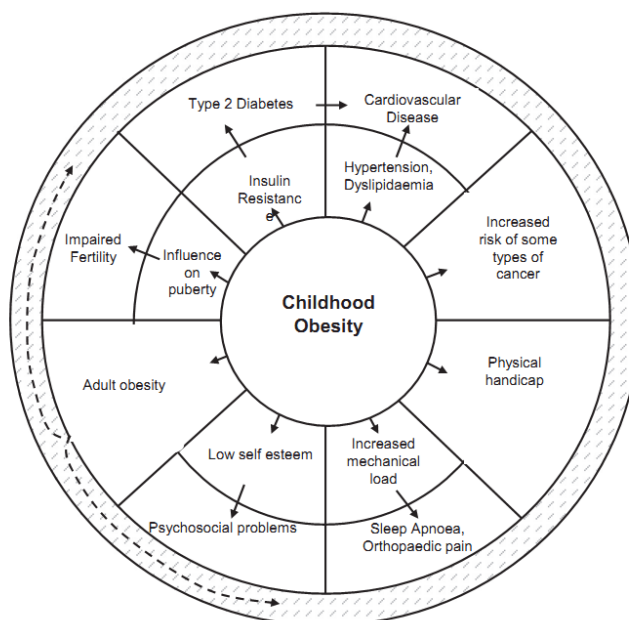 Type 2 Diabetes
Cardiovascular
Disease
Insulin
Resistanc
e
Hypertension,
Dyslipidaemia
Impaired
Fertility
Influence
on
puberty
Increased
risk of some
types of
cancer
Childhood
Obesity
Adult obesity
Physical
handicap
Low self esteem
Increased
mechanical
load
Psychosocial problems
Sleep Apnoea,
Orthopaedic pain